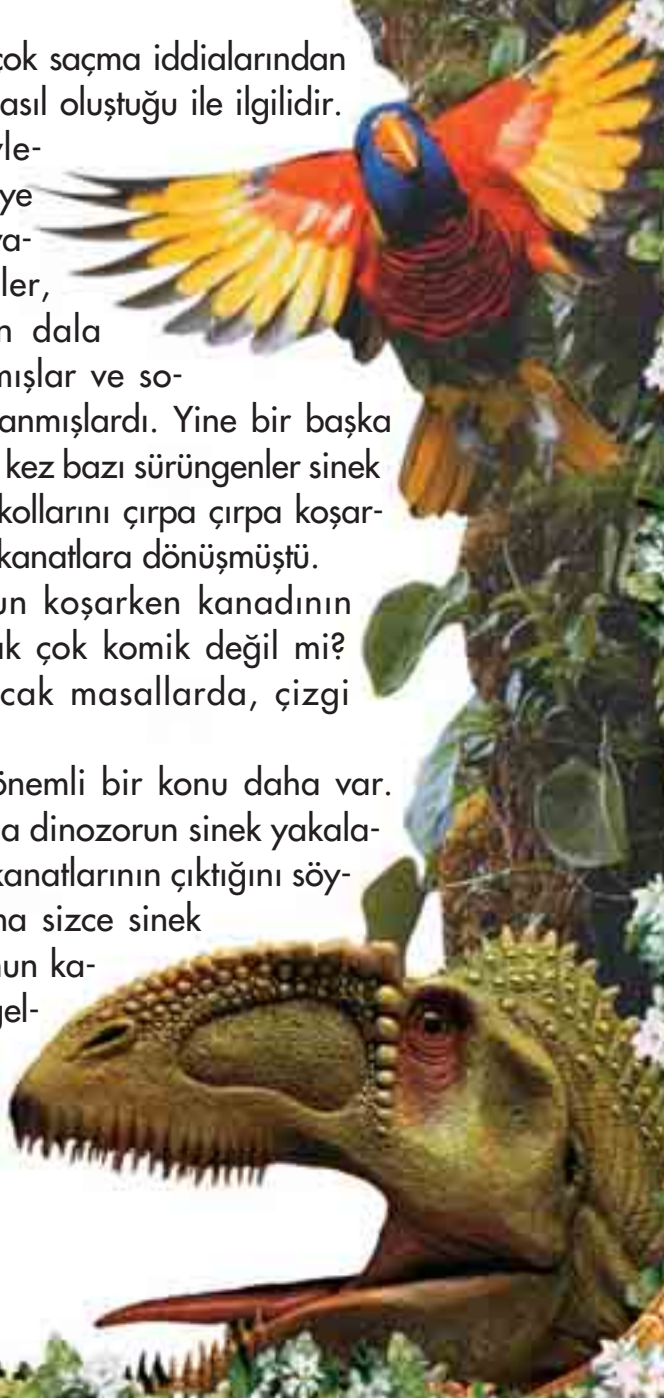 çok saçma iddialarından
asıl oluştuğu ile ilgilidir.
yle-
ye
a-
ler,
n dala
mışlar ve so-
anmışlardı. Yine bir başka
kez bazı sürüngenler sinek
kollarını çırpa çırpa koşar-
kanatlara dönüşmüştü.
un koşarken kanadının
ak çok komik değil mi?
cak masallarda, çizgi
önemli bir konu daha var.
a dinozorun sinek yakala-
kanatlarının çıktığını söy-
ma sizce sinek
nun ka-
gel-